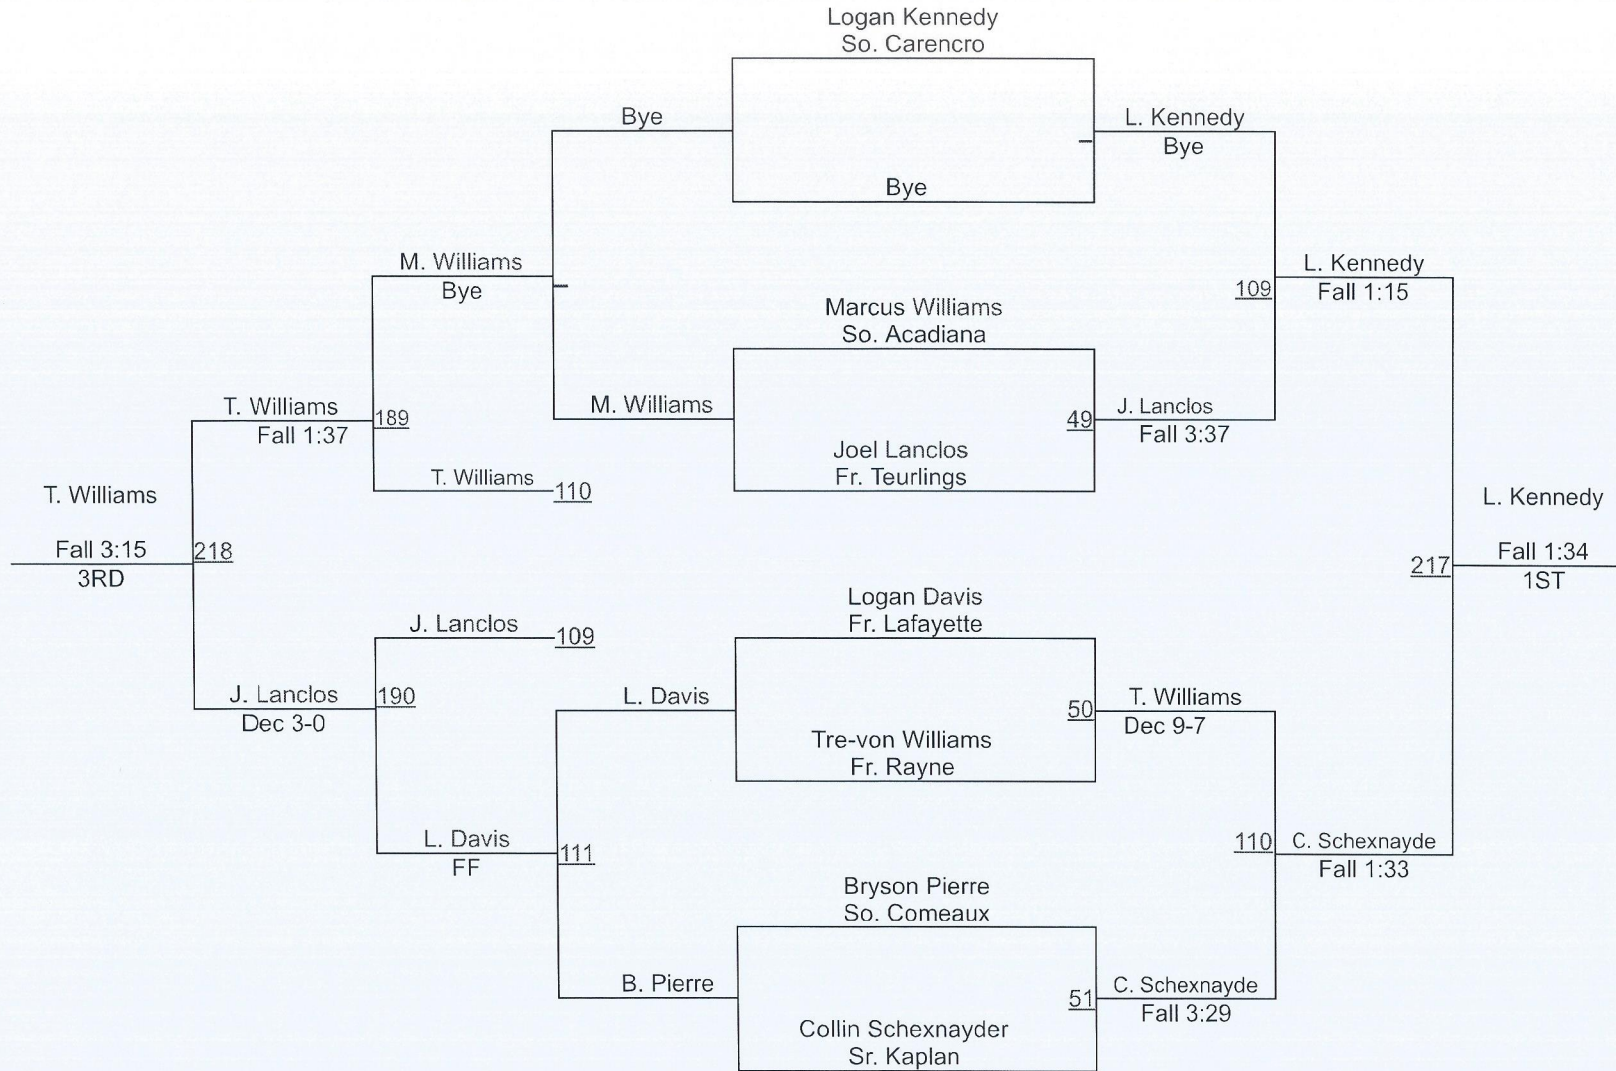 Logan Kennedy
So. Carencro
Bye
L. Kennedy
Bye
Bye
M. Williams
Bye
L. Kennedy
Fall 1:15
109
Marcus Williams
So. Acadiana
T. Williams
Fall 1:37
189
M. Williams
49
J. Lanclos
Fall 3:37
Joel Lanclos
Fr. Teurlings
T. Williams
110
T. Williams
Fall 3:15
3RD
218
L. Kennedy
Fall 1:34
1ST
217
Logan Davis
Fr. Lafayette
J. Lanclos
109
J. Lanclos
Dec 3-0
190
L. Davis
50
T. Williams
Dec 9-7
Tre-von Williams
Fr. Rayne
L. Davis
FF
111
110
C. Schexnayde
Fall 1:33
Bryson Pierre
So. Comeaux
B. Pierre
51
C. Schexnayde
Fall 3:29
Collin Schexnayder
Sr. Kaplan